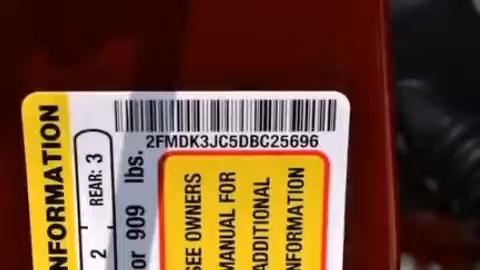 2FMDK3JC5DBC25696
NFORMATION
2 REAR: 3
or 909 lbs.
SEE OWNERS
MANUAL FOR
ADDITIONAL
INFORMATION